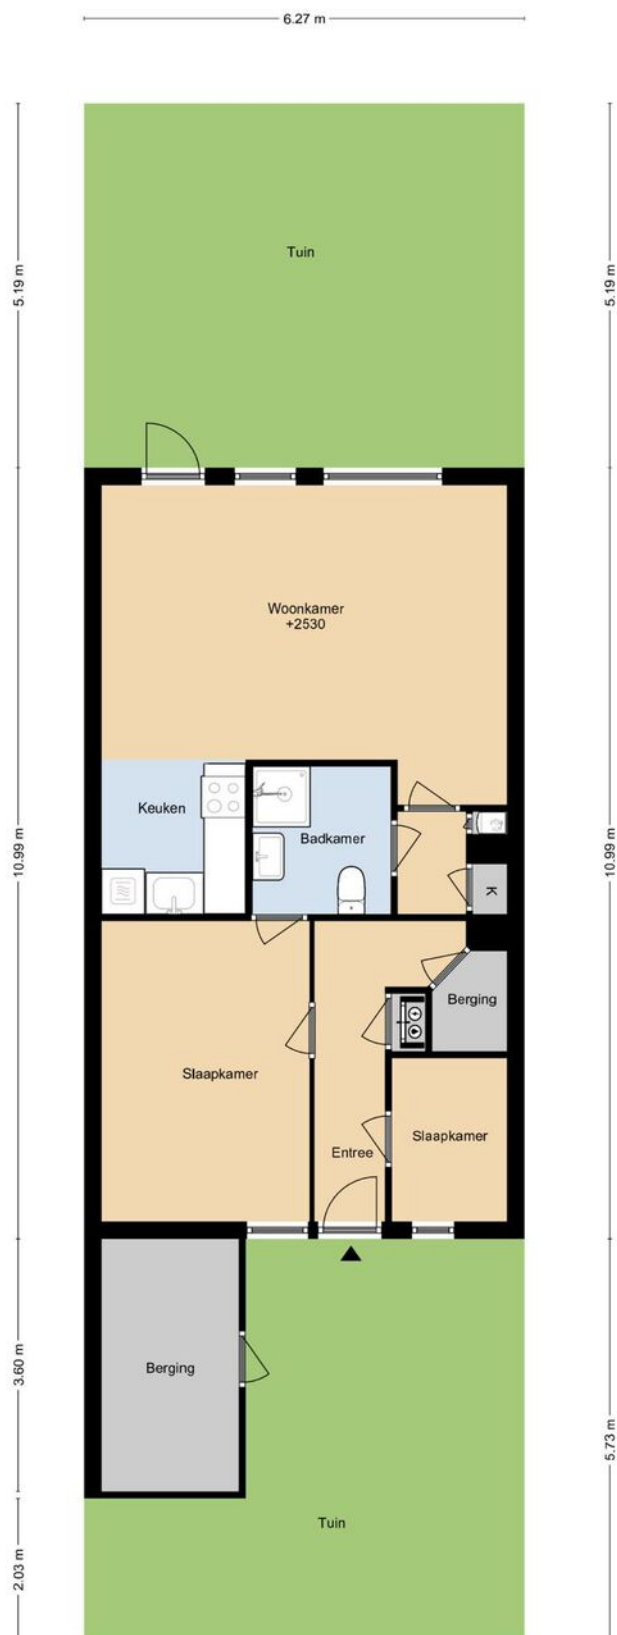 6.27 m
Tuin
5.19 m
5.19 m
Woonkamer
+2530
Keuken
Badkamer
10.99 m
10.99 m
K
Berging
Slaapkamer
Slaapkamer
Entree
Berging
3.60 m
5.73 m
Tuin
2.03 m